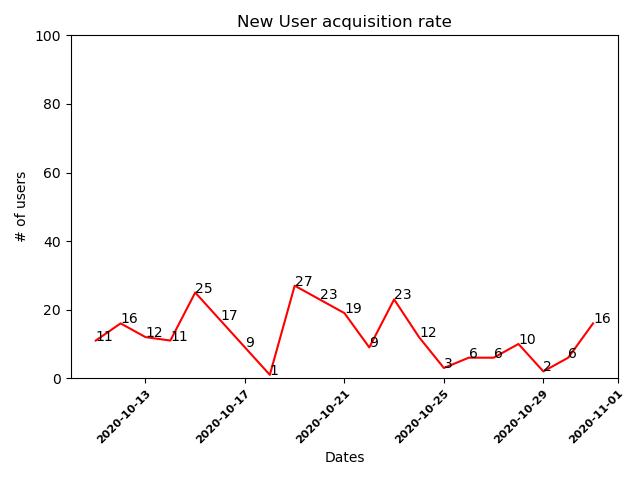 New User acquisition rate
100
80
60
40
20
0
# of users
11 16 12 11 25 17 9 1 27 23 19 9 23 12 3 6 6 10 2 6 16
2020-10-13 2020-10-17 2020-10-21 2020-10-25 2020-10-29 2020-11-01
Dates